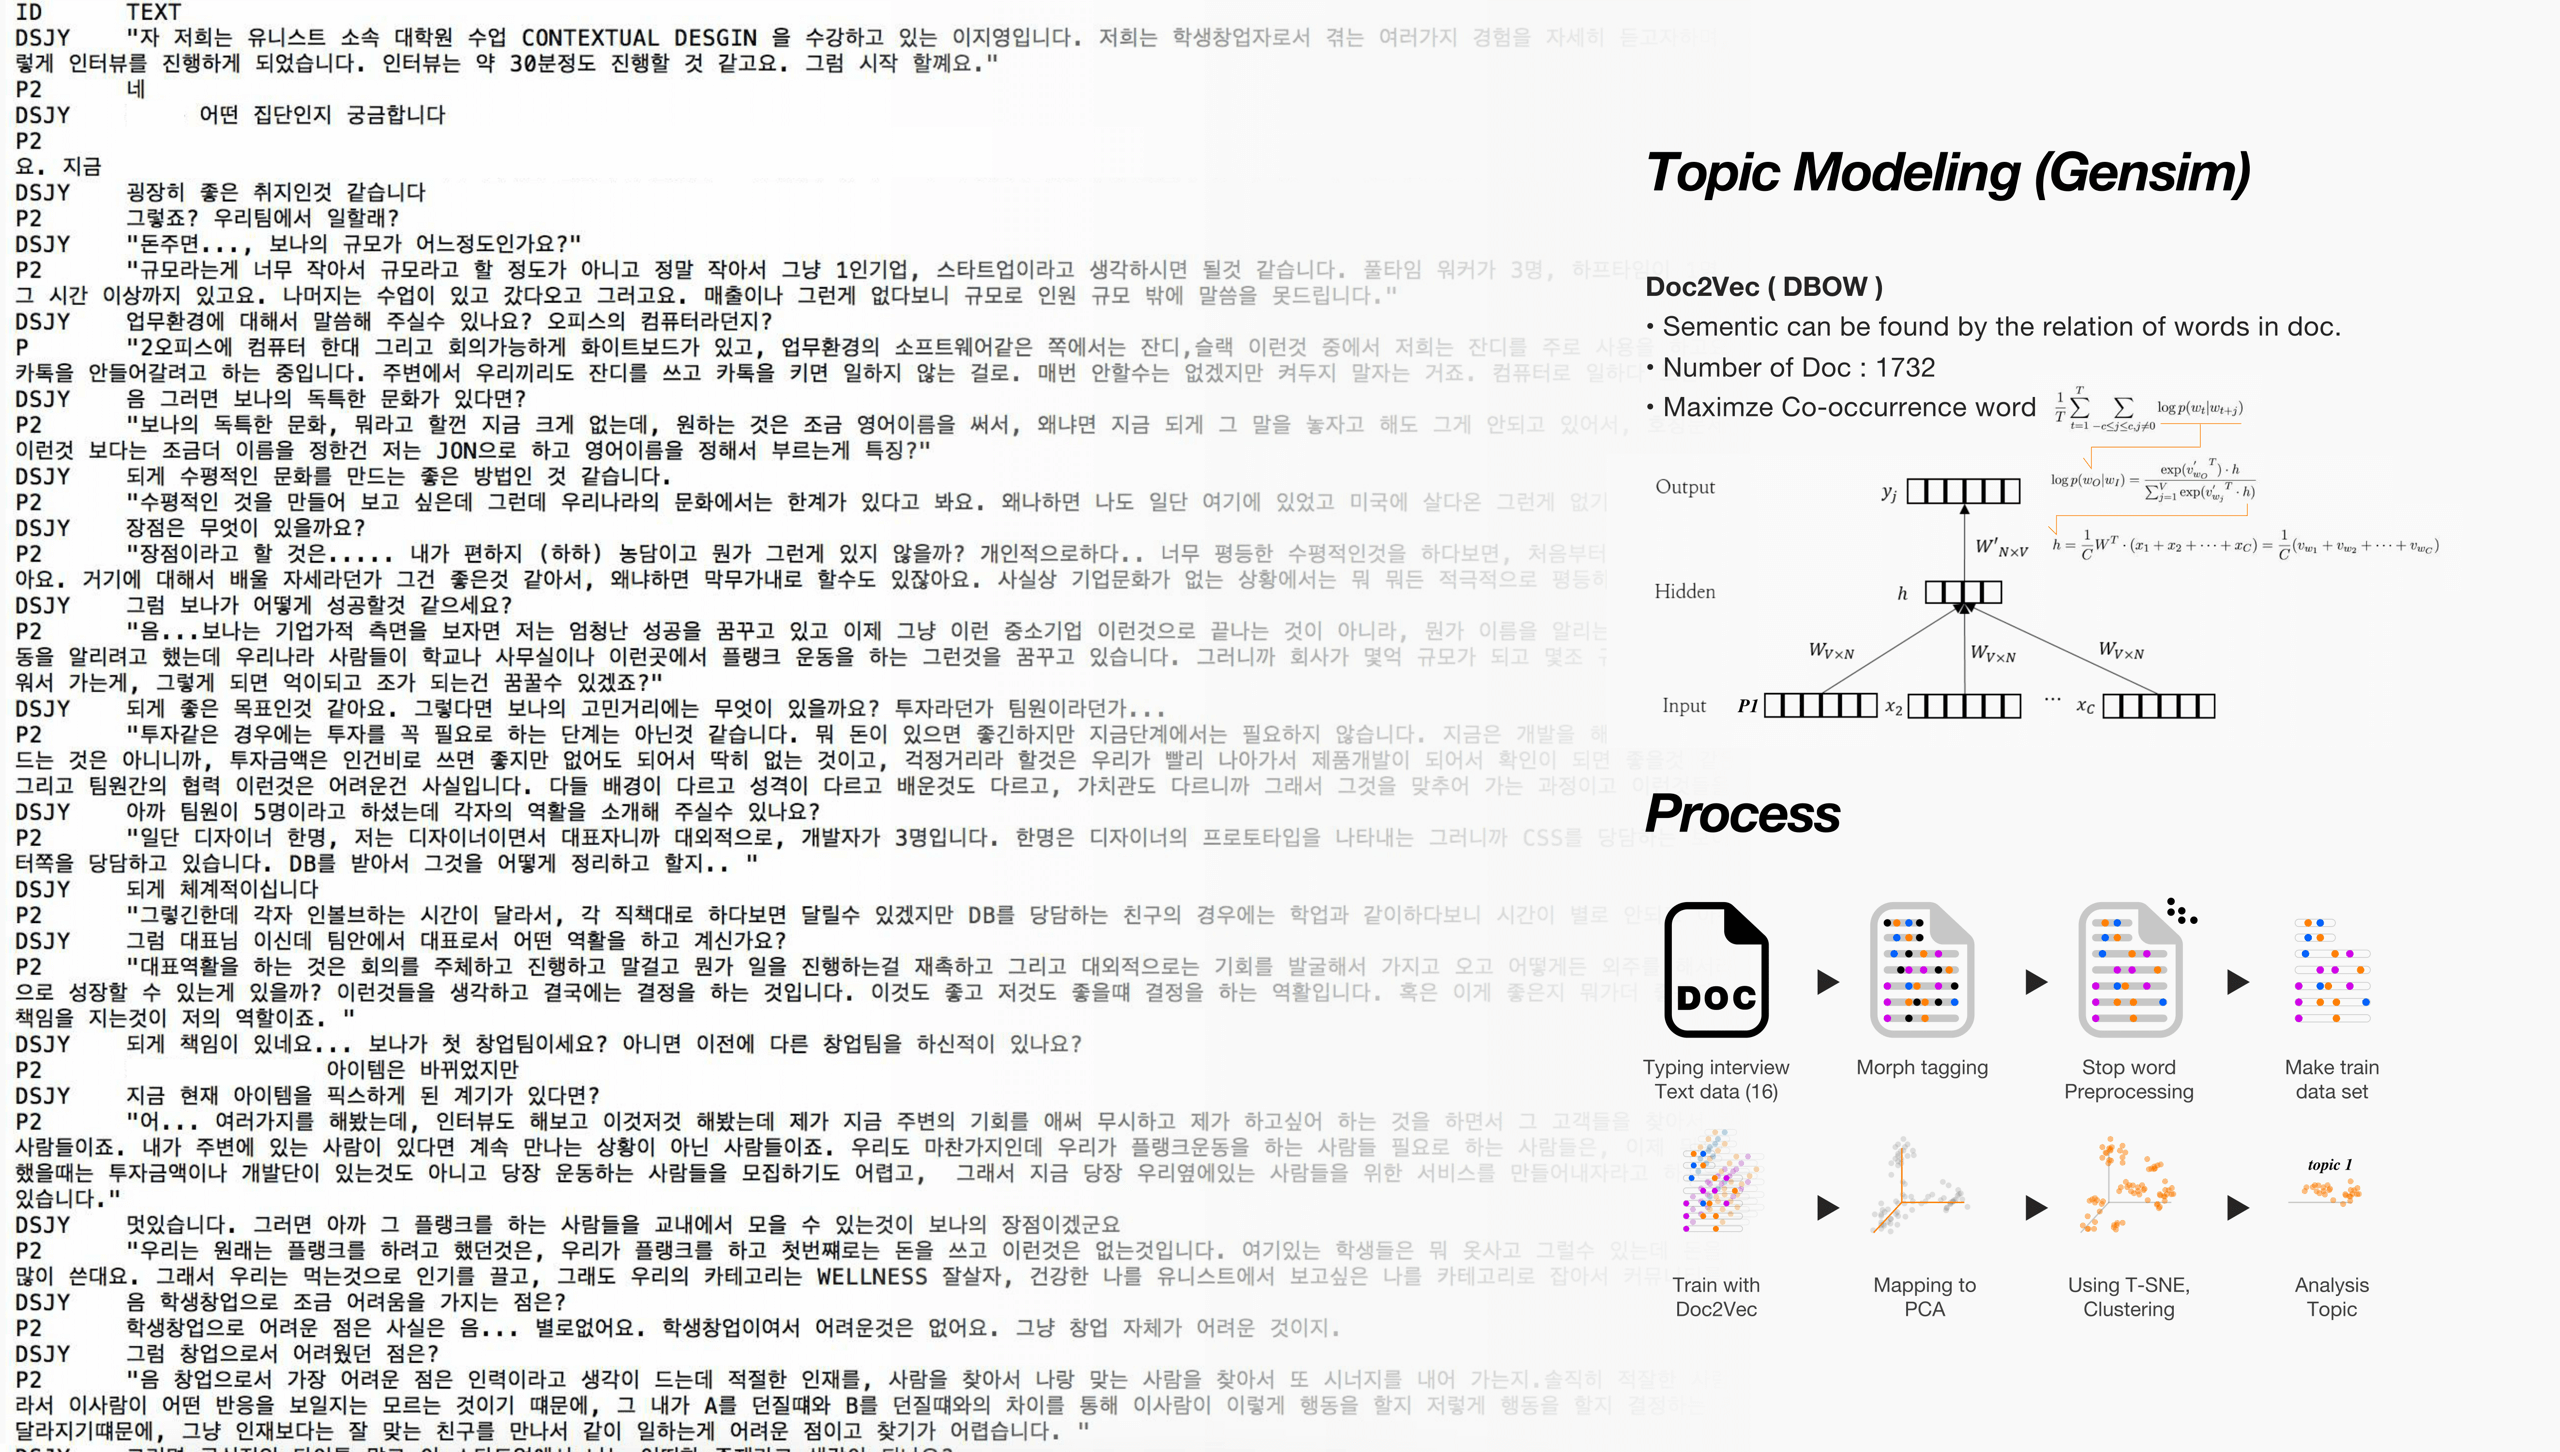 ID TEXT
DSJY "자 저희는 유니스트 소속 대학원 수업 CONTEXTUAL DESGIN 을 수강하고 있는 이지영입니다. 저희는 학생창업자로서 겪는 여러가지 경험을 자세히
렇게 인터뷰를 진행하게 되었습니다. 인터뷰는 약 30분정도 진행할 것 같고요. 그럼 시작 할께요."
P2 네
DSJY 어떤 집단인지 궁금합니다
P2
요. 지금
DSJY 굉장히 좋은 취지인것 같습니다
P2 그렇죠? 우리팀에서 일할래?
DSJY "돈주면..., 보나의 규모가 어느정도인가요?"
P2 "규모라는게 너무 작아서 규모라고 할 정도가 아니고 정말 작아서 그냥 1인기업, 스타트업이라고 생각하시면 될것 같습니다. 풀타임 워커가 3명,
그 시간 이상까지 있고요. 나머지는 수업이 있고 갔다오고 그러고요. 매출이나 그런게 없다보니 규모로 인원 규모 밖에 말씀을 못드립니다."
DSJY 업무환경에 대해서 말씀해 주실수 있나요? 오피스의 컴퓨터라던지?
P "2오피스에 컴퓨터 한대 그리고 회의가능하게 화이트보드가 있고, 업무환경의 소프트웨어같은 쪽에서는 잔디,슬랙 이런것 중에서 저희는 잔디를 주로 사용을
카톡을 만들어갈려고 하는 중입니다. 주변에서 우리끼리도 잔디를 쓰고 카톡을 키면 일하지 않는 걸로. 매번 안할수는 없겠지만 켜두지 말자는 거죠. 컴퓨터로
DSJY 음 그러면 보나의 독특한 문화가 있다면?
P2 "보나의 독특한 문화, 뭐라고 할껀 지금 크게 없는데, 원하는 것은 조금 영어이름을 써서, 왜냐면 지금 되게 그 말을 놓자고 해도 그게 안되고 있어서,
이런것 보다는 조금더 이름을 정한건 저는 JON으로 하고 영어이름을 정해서 부르는게 특징?"
DSJY 되게 수평적인 문화를 만드는 좋은 방법인 것 같습니다.
P2 "수평적인 것을 만들어 보고 싶은데 그런데 우리나라의 문화에서는 한계가 있다고 봐요. 왜나하면 나도 일단 여기에 있었고 미국에 살다온 그런게
DSJY 장점은 무엇이 있을까요?
P2 "장점이라고 할 것은..... 내가 편하지 (하하) 농담이고 뭔가 그런게 있지 않을까? 개인적으로하다.. 너무 평등한 수평적인것을 하다보면, 처음부터
아요. 거기에 대해서 배울 자세라던가 그건 좋은것 같아서, 왜냐하면 막무가내로 할수도 있잖아요. 사실상 기업문화가 없는 상황에서는 뭐 뭐든 적극적으로
DSJY 그럼 보나가 어떻게 성공할것 같으세요?
P2 "음...보나는 기업가적 측면을 보자면 저는 엄청난 성공을 꿈꾸고 있고 이제 그냥 이런 중소기업 이런것으로 끝나는 것이 아니라, 뭔가 이름을 알리는
동을 알리려고 했는데 우리나라 사람들이 학교나 사무실이나 이런곳에서 플랭크 운동을 하는 그런것을 꿈꾸고 있습니다. 그러니까 회사가 몇억 규모가 되고 몇조
워서 가는게, 그렇게 되면 억이되고 조가 되는건 꿈꿀수 있겠죠?"
DSJY 되게 좋은 목표인것 같아요. 그렇다면 보나의 고민거리에는 무엇이 있을까요? 투자라던가 팀원이라던가...
P2 "투자같은 경우에는 투자를 꼭 필요로 하는 단계는 아닌것 같습니다. 뭐 돈이 있으면 좋긴하지만 지금단계에서는 필요하지 않습니다. 지금은 개발을
드는 것은 아니니까, 투자금액은 인건비로 쓰면 좋지만 없어도 되어서 딱히 없는 것이고, 걱정거리라 할것은 우리가 빨리 나아가서 제품개발이 되어서 확인이 되면
그리고 팀원간의 협력 이런것은 어려운건 사실입니다. 다들 배경이 다르고 성격이 다르고 배운것도 다르고, 가치관도 다르니까 그래서 그것을 맞추어 가는 과정이고
DSJY 아까 팀원이 5명이라고 하셨는데 각자의 역활을 소개해 주실수 있나요?
P2 "일단 디자이너 한명, 저는 디자이너이면서 대표자니까 대외적으로, 개발자가 3명입니다. 한명은 디자이너의 프로토타입을 나타내는 그러니까 CSS를
터쪽을 당담하고 있습니다. DB를 받아서 그것을 어떻게 정리하고 할지.. "
DSJY 되게 체계적이십니다
P2 "그렇긴한데 각자 인볼브하는 시간이 달라서, 각 직책대로 하다보면 달릴수 있겠지만 DB를 당담하는 친구의 경우에는 학업과 같이하다보니 시간이 별로
DSJY 그럼 대표님 이신데 팀안에서 대표로서 어떤 역활을 하고 계신가요?
P2 "대표역활을 하는 것은 회의를 주체하고 진행하고 말걸고 뭔가 일을 진행하는걸 재촉하고 그리고 대외적으로는 기회를 발굴해서 가지고 오고 어떻게든
으로 성장할 수 있는게 있을까? 이런것들을 생각하고 결국에는 결정을 하는 것입니다. 이것도 좋고 저것도 좋을떄 결정을 하는 역활입니다. 혹은 이게 좋은지
책임을 지는것이 저의 역할이죠. "
DSJY 되게 책임이 있네요... 보나가 첫 창업팀이세요? 아니면 이전에 다른 창업팀을 하신적이 있나요?
P2 아이템은 바뀌었지만
DSJY 지금 현재 아이템을 픽스하게 된 계기가 있다면?
P2 "어... 여러가지를 해봤는데, 인터뷰도 해보고 이것저것 해봤는데 제가 지금 주변의 기회를 애써 무시하고 제가 하고싶어 하는 것을 하면서 그 고객들을
사람들이죠. 내가 주변에 있는 사람이 있다면 계속 만나는 상황이 아닌 사람들이죠. 우리도 마찬가지인데 우리가 플랭크운동을 하는 사람들 필요로 하는 사람들은,
했을때는 투자금액이나 개발단이 있는것도 아니고 당장 운동하는 사람들을 모집하기도 어렵고, 그래서 지금 당장 우리옆에있는 사람들을 위한 서비스를 만들어내자라고
있습니다."
DSJY 멋있습니다. 그러면 아까 그 플랭크를 하는 사람들을 교내에서 모을 수 있는것이 보나의 장점이겠군요
P2 "우리는 원래는 플랭크를 하려고 했던것은, 우리가 플랭크를 하고 첫번째로는 돈을 쓰고 이런것은 없는것입니다. 여기있는 학생들은 뭐 옷사고 그럴수
많이 쓴대요. 그래서 우리는 먹는것으로 인기를 끌고, 그래도 우리의 카테고리는 WELLNESS 잘살자, 건강한 나를 유니스트에서 보고싶은 나를 카테고리로 잡아서
DSJY 음 학생창업으로 조금 어려움을 가지는 점은?
P2 학생창업으로 어려운 점은 사실은 음... 별로없어요. 학생창업이여서 어려운것은 없어요. 그냥 창업 자체가 어려운 것이지.
DSJY 그럼 창업으로서 어려웠던 점은?
P2 "음 창업으로서 가장 어려운 점은 인력이라고 생각이 드는데 적절한 인재를, 사람을 찾아서 나랑 맞는 사람을 찾아서 또 시너지를 내어 가는지.솔직히
라서 이사람이 어떤 반응을 보일지는 모르는 것이기 떄문에, 그 내가 A를 던질떄와 B를 던질떄와의 차이를 통해 이사람이 이렇게 행동을 할지 저렇게 행동을 할지
달라지기떄문에, 그냥 인재보다는 잘 맞는 친구를 만나서 같이 일하는게 어려운 점이고 찾기가 어렵습니다. "
Topic Modeling (Gensim)
Doc2Vec ( DBOW )
• Sementic can be found by the relation of words in doc.
• Number of Doc : 1732
• Maximze Co-occurrence word 1/T ∑_{t=1}^{T} ∑_{-c≤j≤c,j≠0} log p(w_t|w_{t+j})
log p(w_O|w_I) = exp(v'_{w_O}^T)·h / ∑_{j=1}^{V} exp(v'_{w_j}^T·h)
h = 1/C W^T·(x_1 + x_2 + ⋯ + x_C) = 1/C (v_{w_1} + v_{w_2} + ⋯ + v_{w_C})
Output y_j
W'_{N×V}
Hidden h
W_{V×N} W_{V×N} W_{V×N}
Input P1 x_2 ⋯ x_C
Process
DOC
Typing interview
Text data (16)
Morph tagging
Stop word
Preprocessing
Make train
data set
topic 1
Train with
Doc2Vec
Mapping to
PCA
Using T-SNE,
Clustering
Analysis
Topic